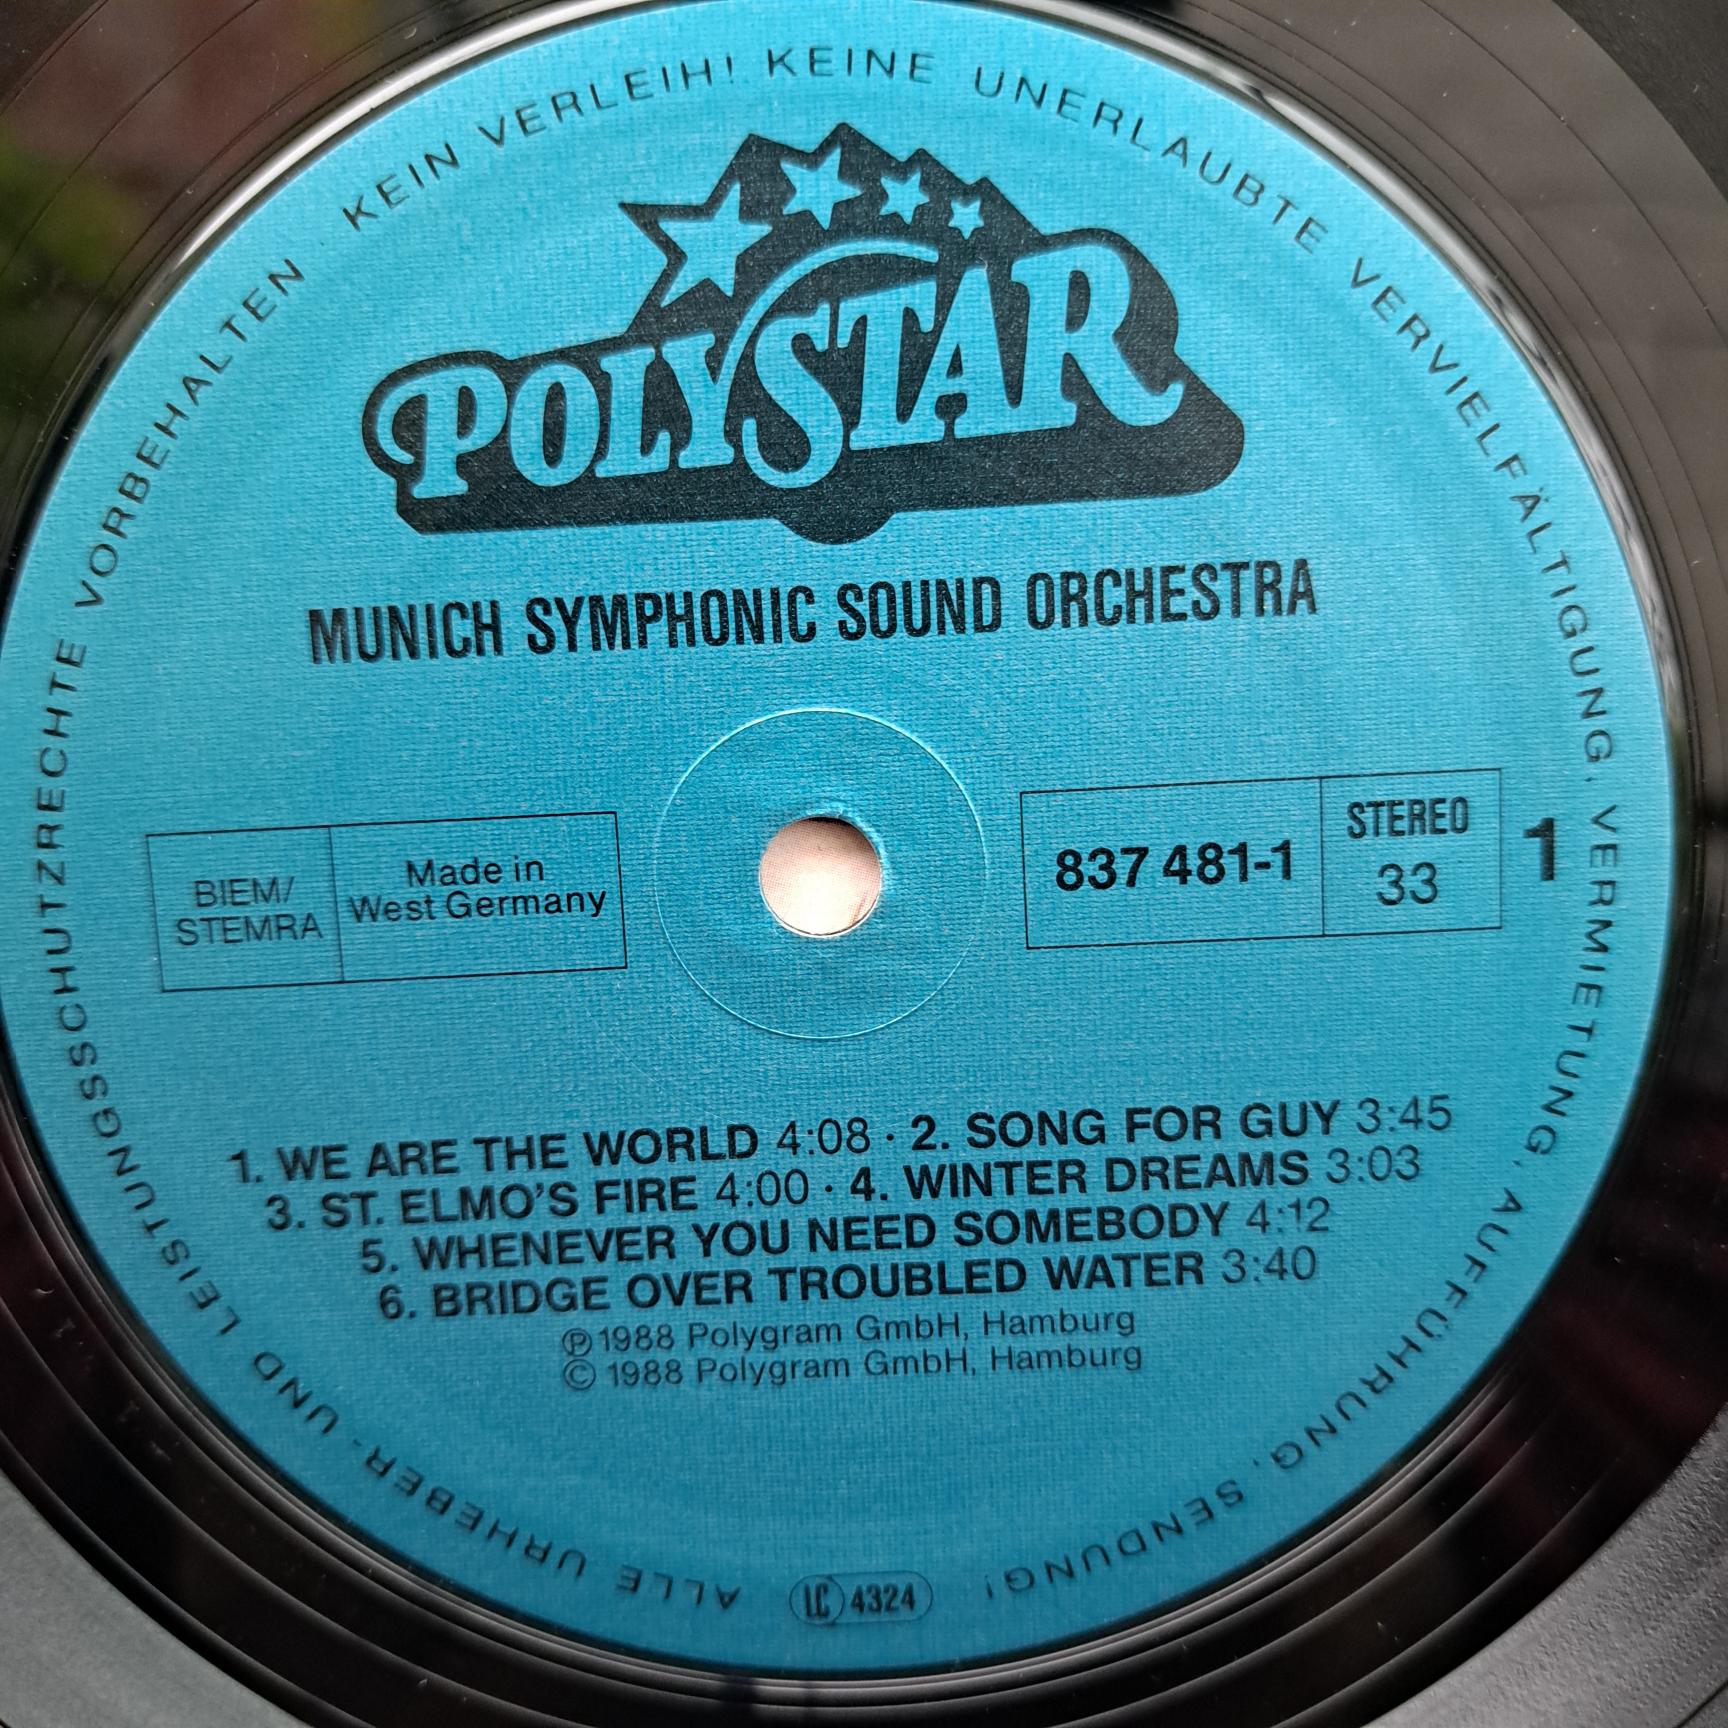 ALLE URHEBER- UND LEISTUNGSSCHUTZRECHTE VORBEHALTEN KEIN VERLEIH! KEINE UNERLAUBTE VERVIELFÄLTIGUNG, VERMIETUNG, AUFFÜHRUNG, SENDUNG!
POLYSTAR
MUNICH SYMPHONIC SOUND ORCHESTRA
BIEM/
STEMRA
Made in
West Germany
837 481-1
STEREO
33
1
1. WE ARE THE WORLD 4:08 · 2. SONG FOR GUY 3:45
3. ST. ELMO'S FIRE 4:00 · 4. WINTER DREAMS 3:03
5. WHENEVER YOU NEED SOMEBODY 4:12
6. BRIDGE OVER TROUBLED WATER 3:40
Ⓟ 1988 Polygram GmbH, Hamburg
© 1988 Polygram GmbH, Hamburg
LC 4324